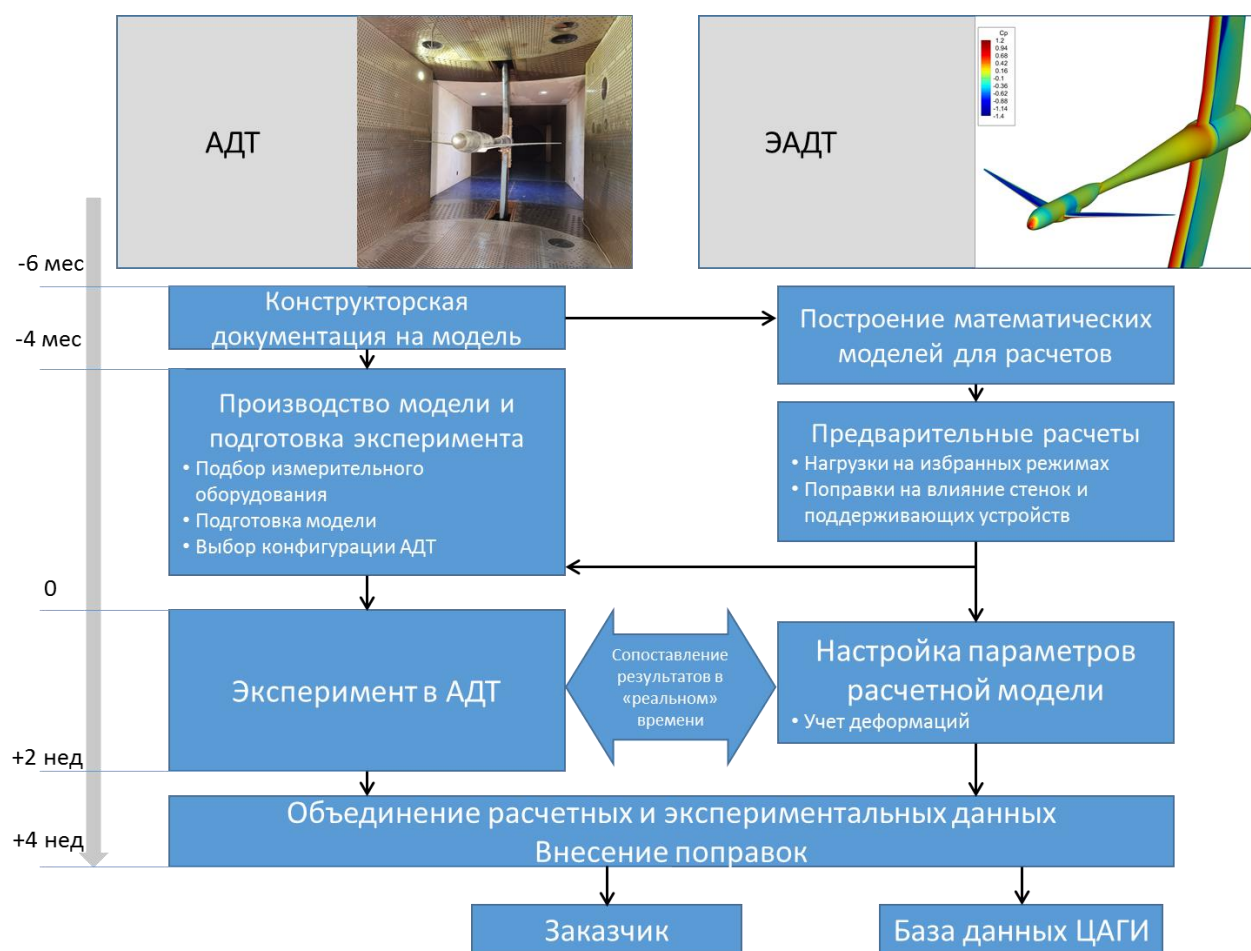 АДТ
ЭАДТ
Cp
1.2
0.94
0.68
0.42
0.16
-0.1
-0.36
-0.62
-0.88
-1.14
-1.4
-6 мес
-4 мес
0
+2 нед
+4 нед
Конструкторская
документация на модель
Построение математических
моделей для расчетов
Производство модели и
подготовка эксперимента
• Подбор измерительного
оборудования
• Подготовка модели
• Выбор конфигурации АДТ
Предварительные расчеты
• Нагрузки на избранных режимах
• Поправки на влияние стенок и
поддерживающих устройств
Эксперимент в АДТ
Сопоставление
результатов в
«реальном»
времени
Настройка параметров
расчетной модели
• Учет деформаций
Объединение расчетных и экспериментальных данных
Внесение поправок
Заказчик
База данных ЦАГИ